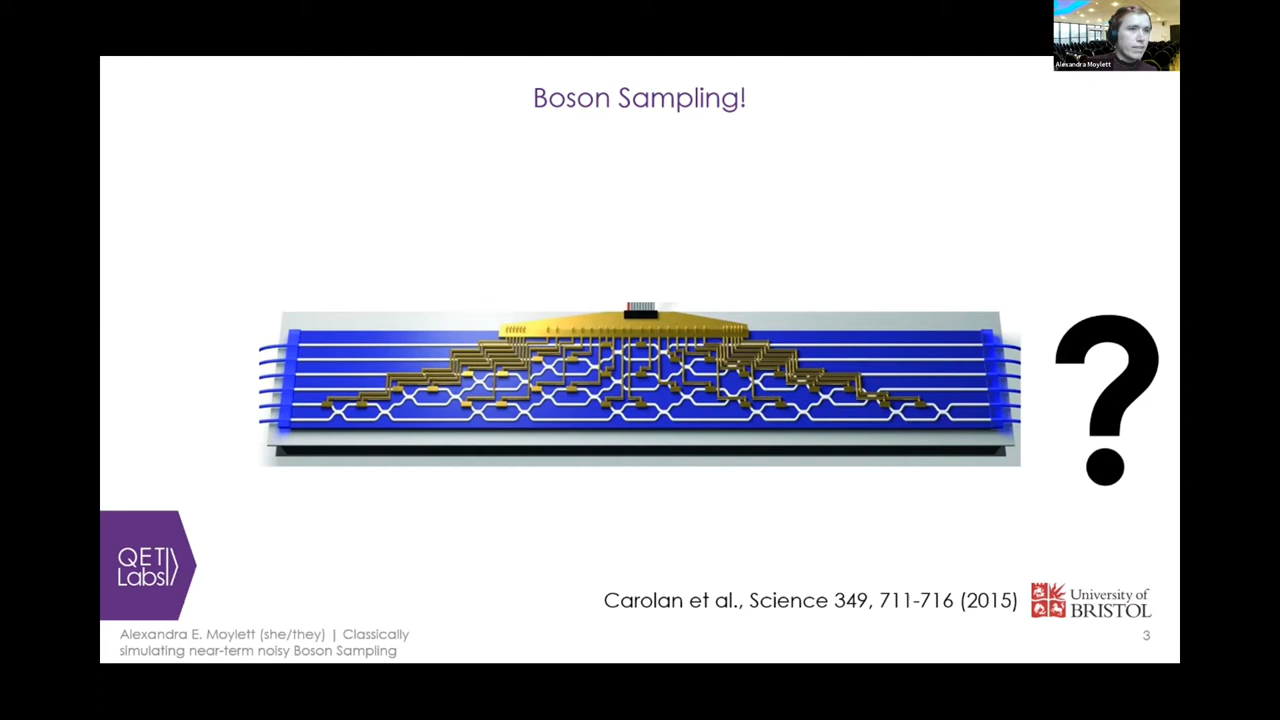 Alexandra Moylett
Boson Sampling!
?
QET
Labs
Carolan et al., Science 349, 711-716 (2015)
University of
BRISTOL
Alexandra E. Moylett (she/they) | Classically
simulating near-term noisy Boson Sampling
3